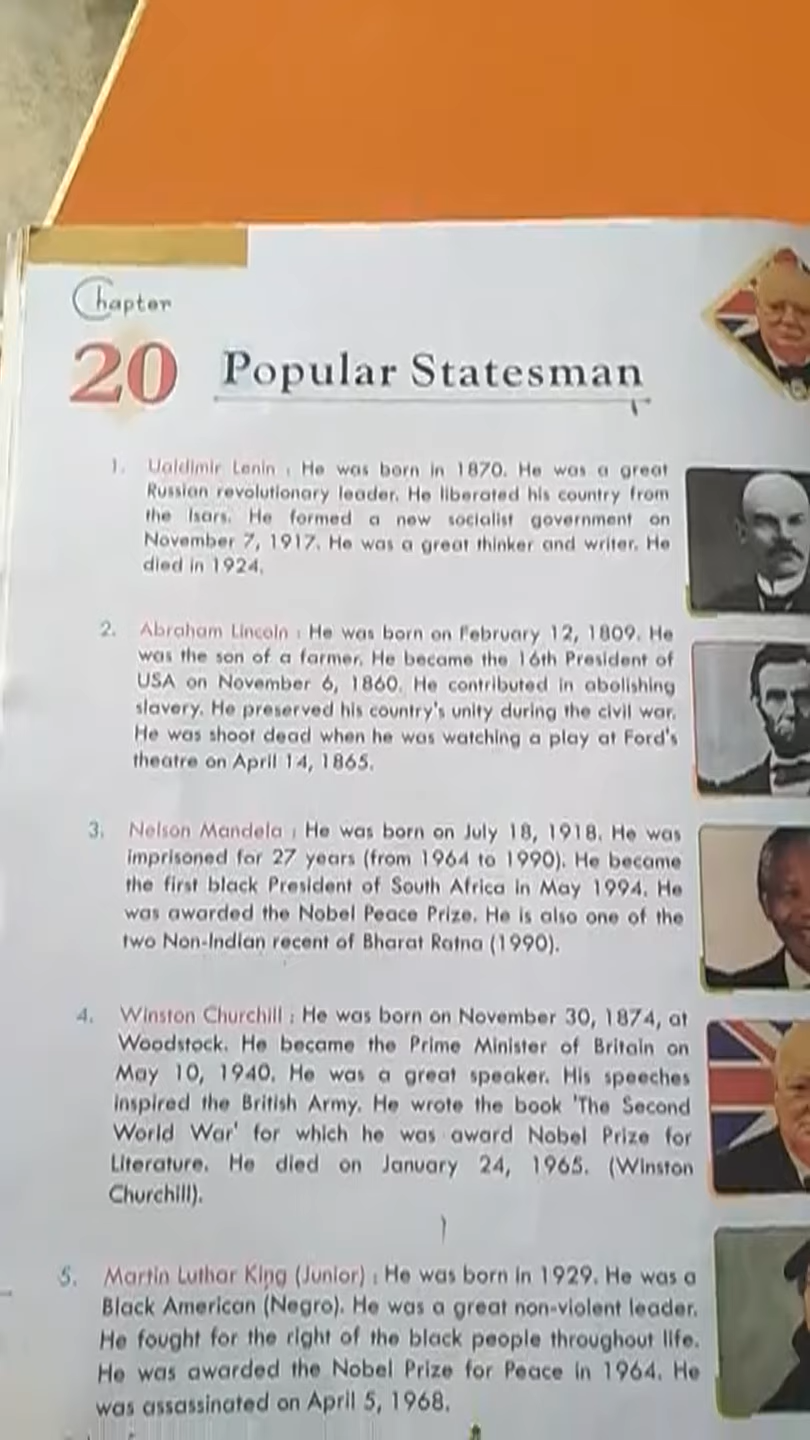 Chapter
20 Popular Statesman
1. Ualdimir Lenin : He was born in 1870. He was a great
Russian revolutionary leader. He liberated his country from
the Isars. He formed a new socialist government on
November 7, 1917. He was a great thinker and writer. He
died in 1924.
2. Abraham Lincoln : He was born on February 12, 1809. He
was the son of a farmer. He became the 16th President of
USA on November 6, 1860. He contributed in abolishing
slavery. He preserved his country's unity during the civil war.
He was shoot dead when he was watching a play at Ford's
theatre on April 14, 1865.
3. Nelson Mandela : He was born on July 18, 1918. He was
imprisoned for 27 years (from 1964 to 1990). He became
the first black President of South Africa in May 1994. He
was awarded the Nobel Peace Prize. He is also one of the
two Non-Indian recent of Bharat Ratna (1990).
4. Winston Churchill : He was born on November 30, 1874, at
Woodstock. He became the Prime Minister of Britain on
May 10, 1940. He was a great speaker. His speeches
inspired the British Army. He wrote the book 'The Second
World War' for which he was award Nobel Prize for
Literature. He died on January 24, 1965. (Winston
Churchill).
5. Martin Luthar King (Junior) : He was born in 1929. He was a
Black American (Negro). He was a great non-violent leader.
He fought for the right of the black people throughout life.
He was awarded the Nobel Prize for Peace in 1964. He
was assassinated on April 5, 1968.